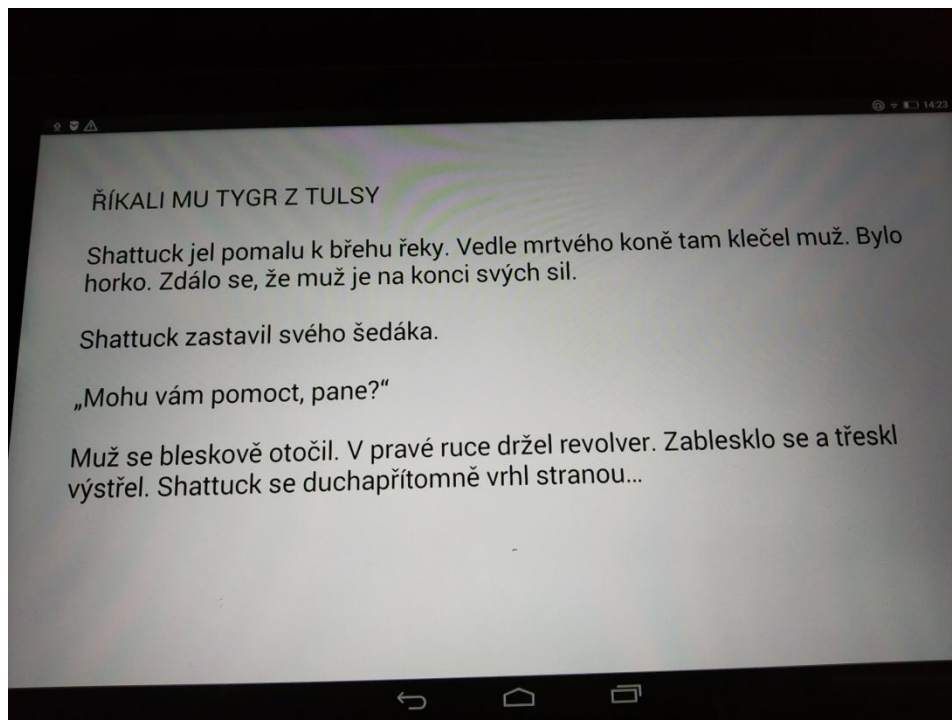 14:23
ŘÍKALI MU TYGR Z TULSY
Shattuck jel pomalu k břehu řeky. Vedle mrtvého koně tam klečel muž. Bylo
horko. Zdálo se, že muž je na konci svých sil.
Shattuck zastavil svého šedáka.
„Mohu vám pomoct, pane?“
Muž se bleskově otočil. V pravé ruce držel revolver. Zablesklo se a třeskl
výstřel. Shattuck se duchapřítomně vrhl stranou...